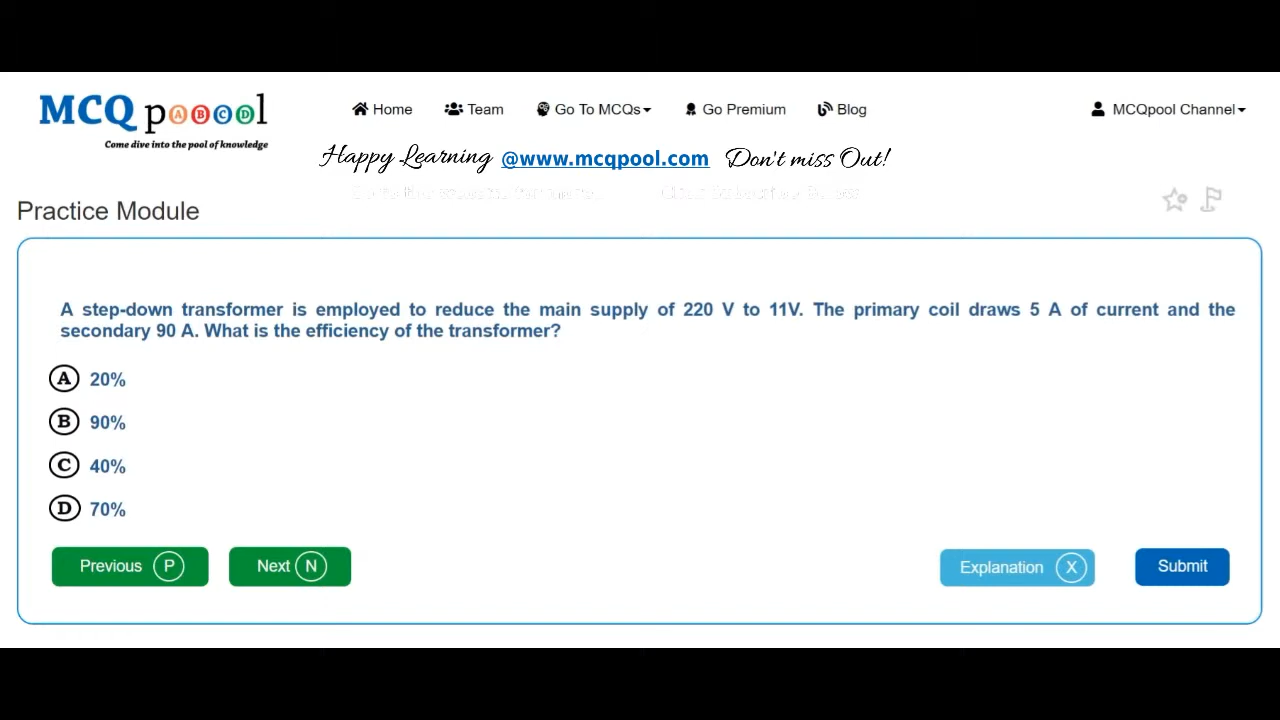 MCQ pABCDl
Come dive into the pool of knowledge
Home Team Go To MCQs Go Premium Blog MCQpool Channel
Happy Learning @www.mcqpool.com Don't miss Out!
Practice Module
A step-down transformer is employed to reduce the main supply of 220 V to 11V. The primary coil draws 5 A of current and the
secondary 90 A. What is the efficiency of the transformer?
A 20%
B 90%
C 40%
D 70%
Previous P Next N Explanation X Submit